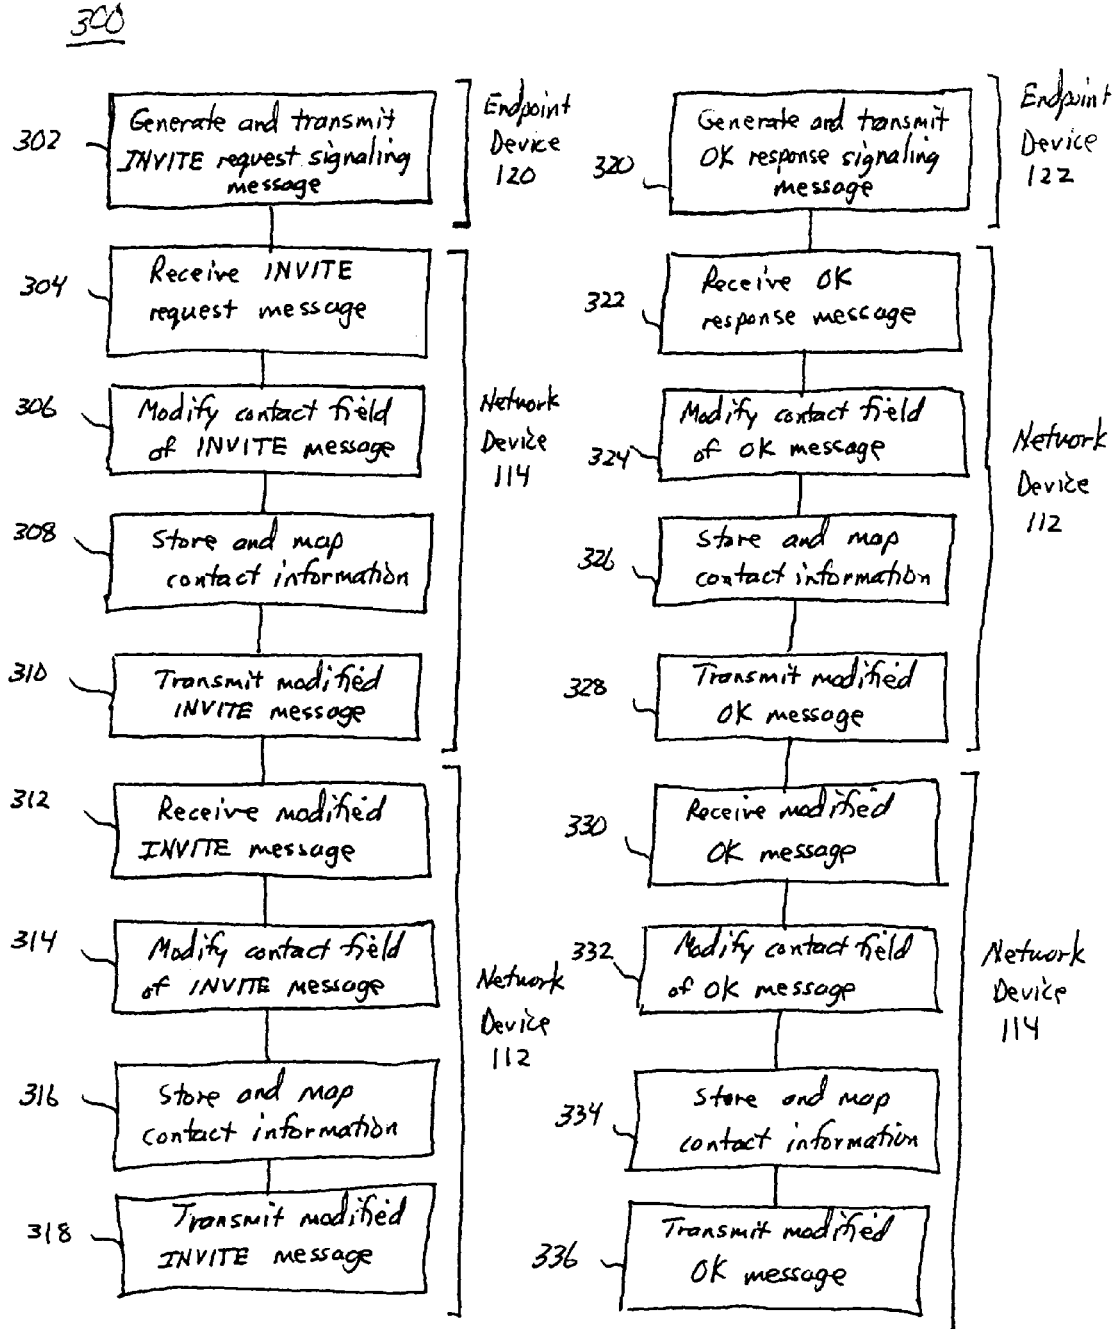 300
302
Generate and transmit
INVITE request signaling
message
Endpoint
Device
120
304
Receive INVITE
request message
306
Modify contact field
of INVITE message
308
Store and map
contact information
310
Transmit modified
INVITE message
Network
Device
114
312
Receive modified
INVITE message
314
Modify contact field
of INVITE message
316
Store and map
contact information
318
Transmit modified
INVITE message
Network
Device
112
320
Generate and transmit
OK response signaling
message
Endpoint
Device
122
322
Receive OK
response message
324
Modify contact field
of OK message
326
Store and map
contact information
328
Transmit modified
OK message
Network
Device
112
330
Receive modified
OK message
332
Modify contact field
of OK message
334
Store and map
contact information
336
Transmit modified
OK message
Network
Device
114